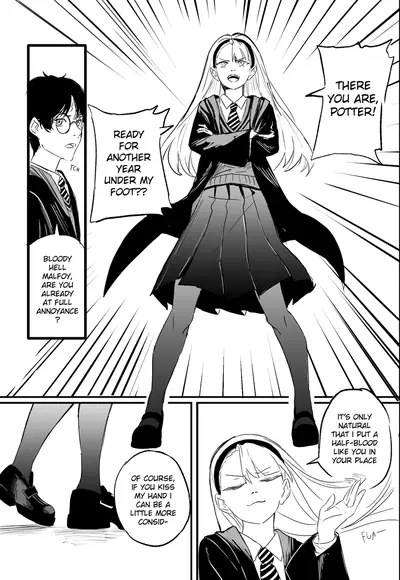 THERE
YOU ARE,
POTTER!
READY
FOR
ANOTHER
YEAR
UNDER MY
FOOT??
TCH
BLOODY
HELL
MALFOY,
ARE YOU
ALREADY
AT FULL
ANNOYANCE
?
IT'S ONLY
NATURAL
THAT I PUT A
HALF-BLOOD
LIKE YOU IN
YOUR PLACE
OF COURSE,
IF YOU KISS
MY HAND I
CAN BE A
LITTLE MORE
CONSID-